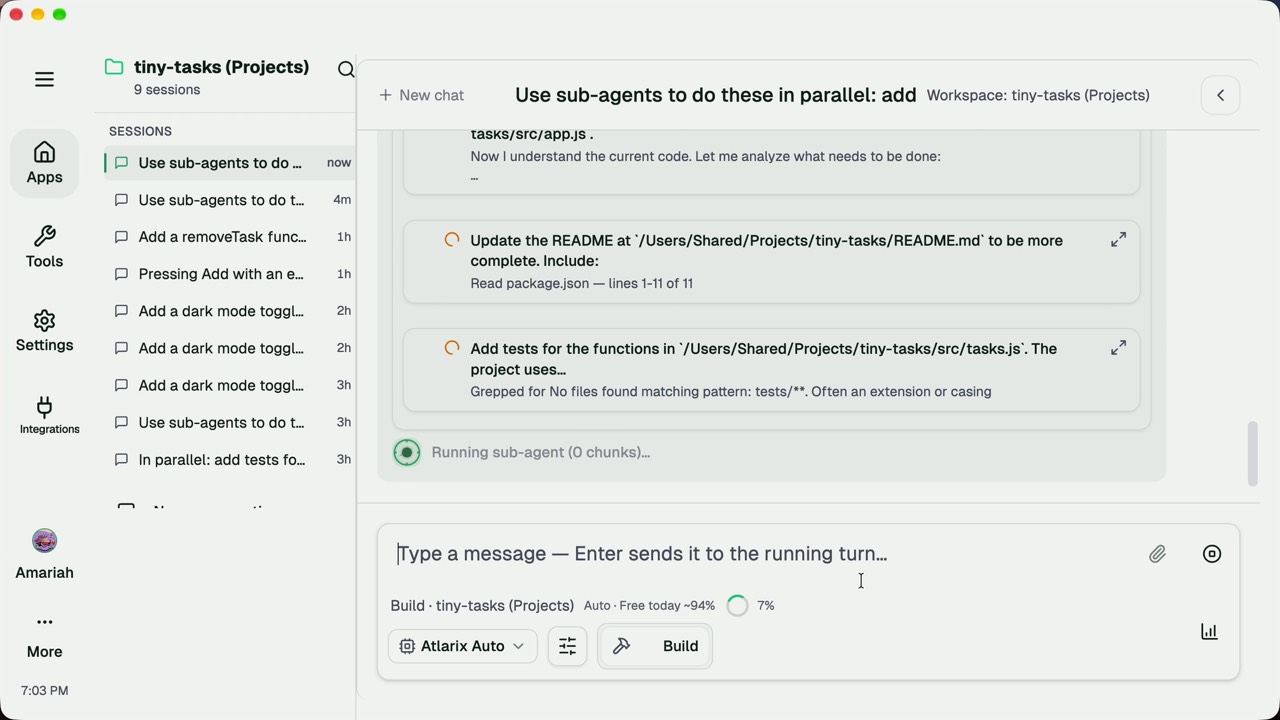 tiny-tasks (Projects)
9 sessions
SESSIONS
Use sub-agents to do ... now
Use sub-agents to do t... 4m
Add a removeTask func... 1h
Pressing Add with an e... 1h
Add a dark mode toggl... 2h
Add a dark mode toggl... 2h
Add a dark mode toggl... 3h
Use sub-agents to do t... 3h
In parallel: add tests fo... 3h
Apps
Tools
Settings
Integrations
Amariah
More
7:03 PM
New chat
Use sub-agents to do these in parallel: add
Workspace: tiny-tasks (Projects)
tasks/src/app.js`.
Now I understand the current code. Let me analyze what needs to be done:
...
Update the README at `/Users/Shared/Projects/tiny-tasks/README.md` to be more
complete. Include:
Read package.json — lines 1-11 of 11
Add tests for the functions in `/Users/Shared/Projects/tiny-tasks/src/tasks.js`. The
project uses...
Grepped for No files found matching pattern: tests/**. Often an extension or casing
Running sub-agent (0 chunks)...
Type a message — Enter sends it to the running turn...
Build · tiny-tasks (Projects) Auto · Free today ~94% 7%
Atlarix Auto
Build